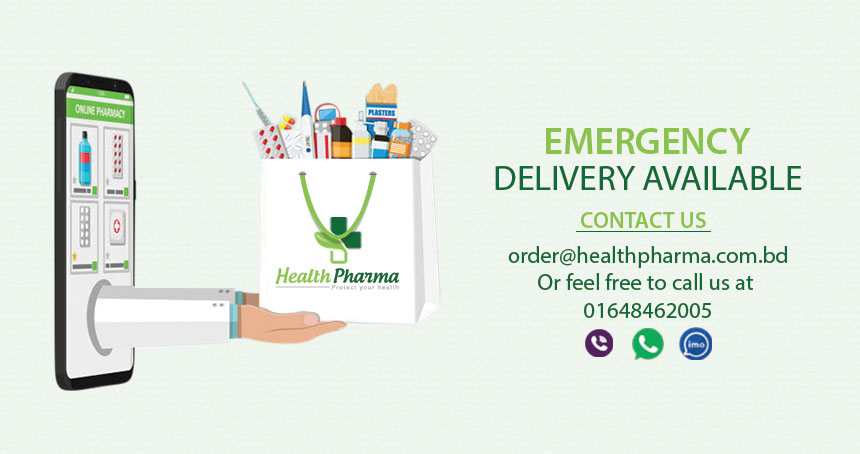 ONLINE PHARMACY
PLASTERS
Health Pharma
Protect your health
EMERGENCY
DELIVERY AVAILABLE
CONTACT US
order@healthpharma.com.bd
Or feel free to call us at
01648462005
imo